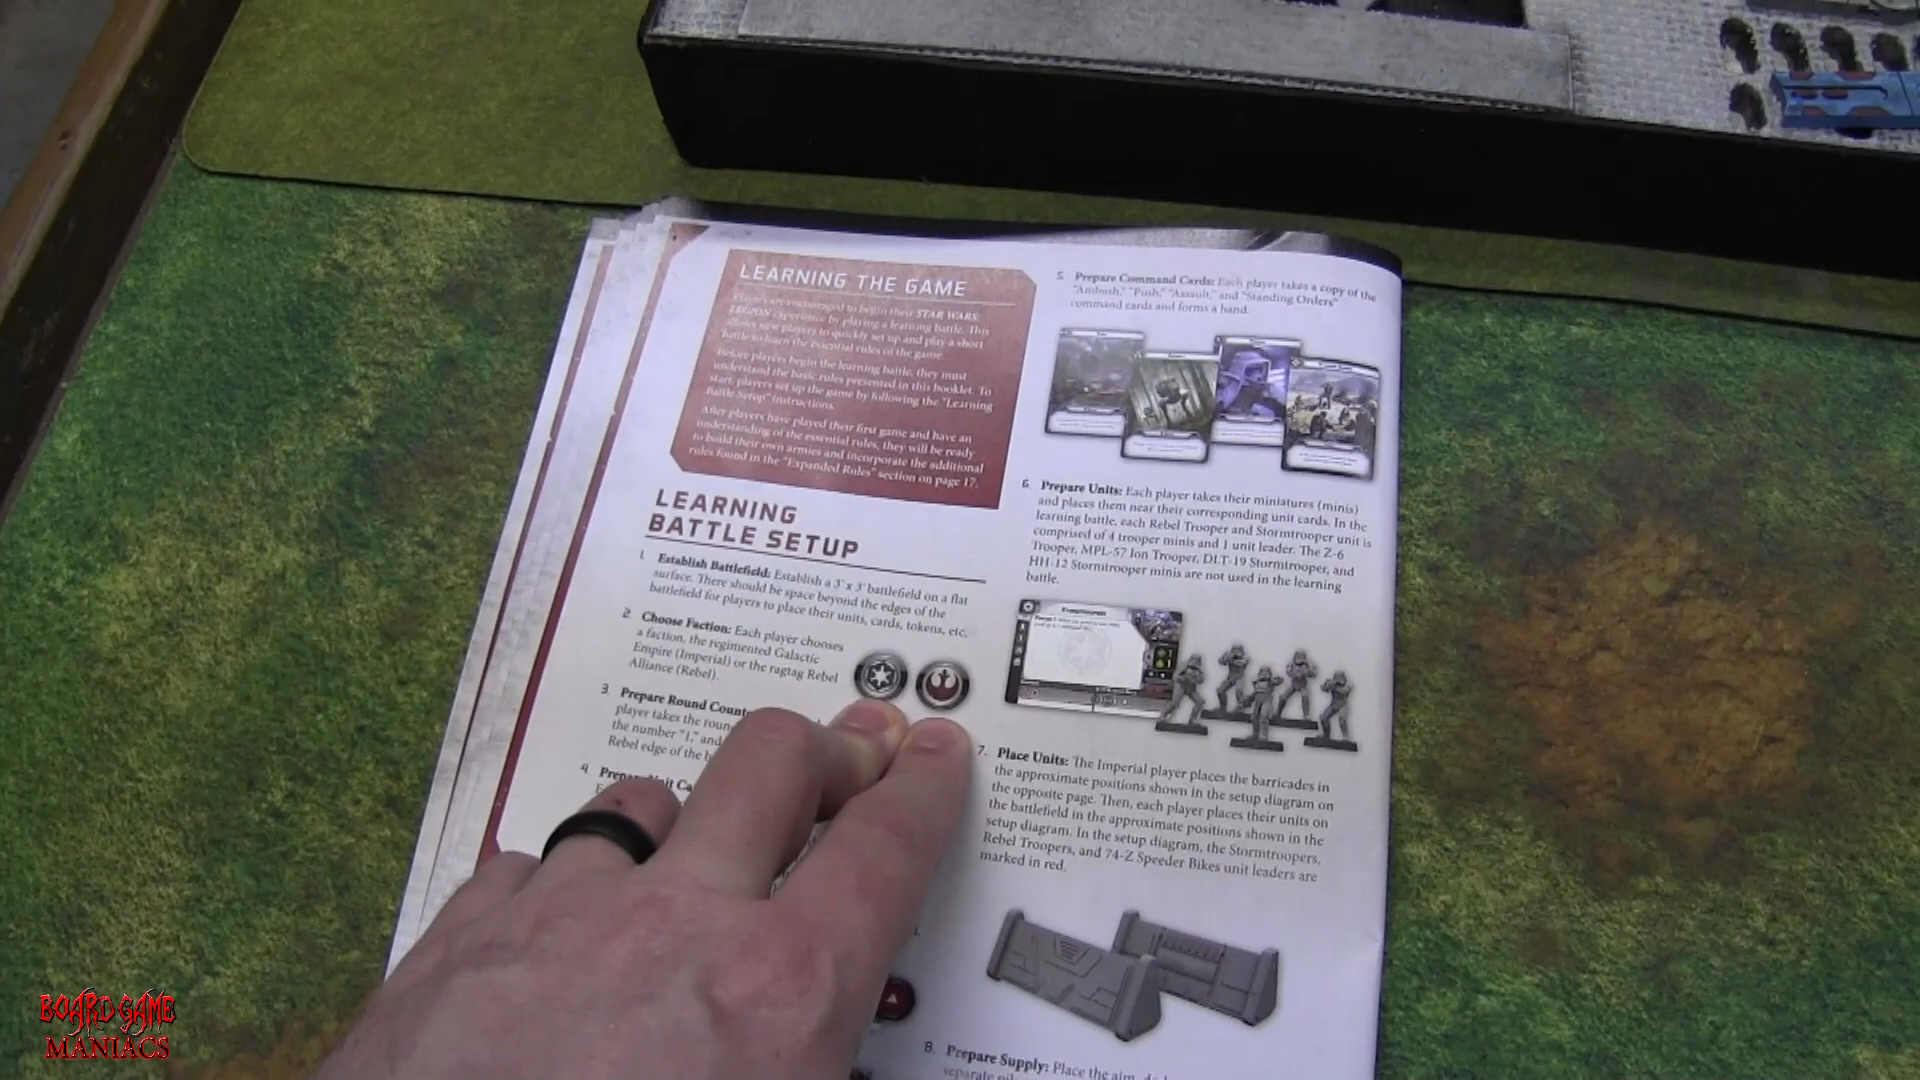 LEARNING THE GAME
Players are encouraged to begin their STAR WARS:
LEGION experience by playing a learning battle. This
allows new players to quickly set up and play a short
battle to learn the essential rules of the game.
Before players begin the learning battle, they must
understand the basic rules presented in this booklet. To
start, players set up the game by following the "Learning
Battle Setup" instructions.
After players have played their first game and have an
understanding of the essential rules, they will be ready
to build their own armies and incorporate the additional
rules found in the "Expanded Rules" section on page 17.
LEARNING
BATTLE SETUP
1. Establish Battlefield: Establish a 3' x 3' battlefield on a flat
surface. There should be space beyond the edges of the
battlefield for players to place their units, cards, tokens, etc.
2. Choose Faction: Each player chooses
a faction, the regimented Galactic
Empire (Imperial) or the ragtag Rebel
Alliance (Rebel).
3. Prepare Round Count
player takes the roun
the number "1," and
Rebel edge of the b
4. Prepare Unit Ca
5. Prepare Command Cards: Each player takes a copy of the
"Ambush," "Push," "Assault," and "Standing Orders"
command cards and forms a hand.
6. Prepare Units: Each player takes their miniatures (minis)
and places them near their corresponding unit cards. In the
learning battle, each Rebel Trooper and Stormtrooper unit is
comprised of 4 trooper minis and 1 unit leader. The Z-6
Trooper, MPL-57 Ion Trooper, DLT-19 Stormtrooper, and
HH-12 Stormtrooper minis are not used in the learning
battle.
7. Place Units: The Imperial player places the barricades in
the approximate positions shown in the setup diagram on
the opposite page. Then, each player places their units on
the battlefield in the approximate positions shown in the
setup diagram. In the setup diagram, the Stormtroopers,
Rebel Troopers, and 74-Z Speeder Bikes unit leaders are
marked in red.
8. Prepare Supply: Place the aim, do
separate
BOARD GAME
MANIACS